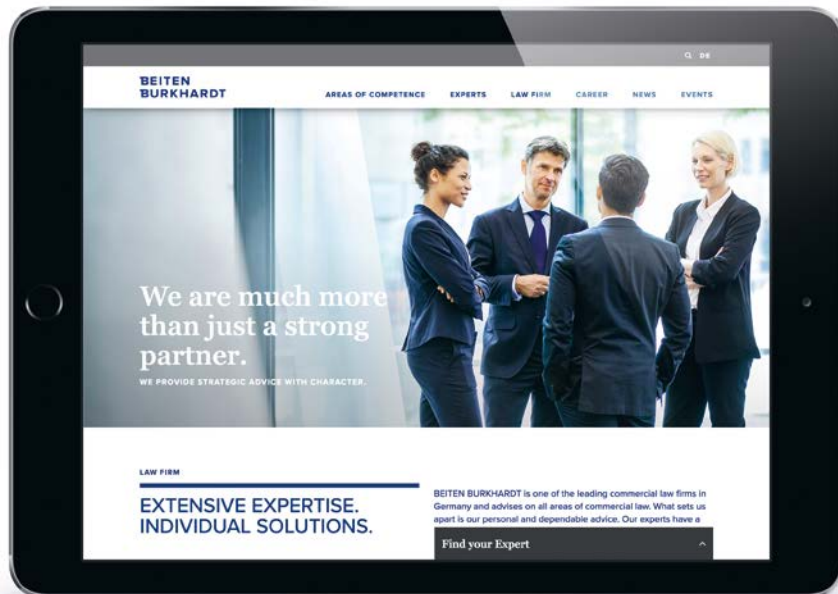 DE
BEITEN
BURKHARDT
AREAS OF COMPETENCE EXPERTS LAW FIRM CAREER NEWS EVENTS
We are much more
than just a strong
partner.
WE PROVIDE STRATEGIC ADVICE WITH CHARACTER.
LAW FIRM
EXTENSIVE EXPERTISE.
INDIVIDUAL SOLUTIONS.
BEITEN BURKHARDT is one of the leading commercial law firms in
Germany and advises on all areas of commercial law. What sets us
apart is our personal and dependable advice. Our experts have a
Find your Expert